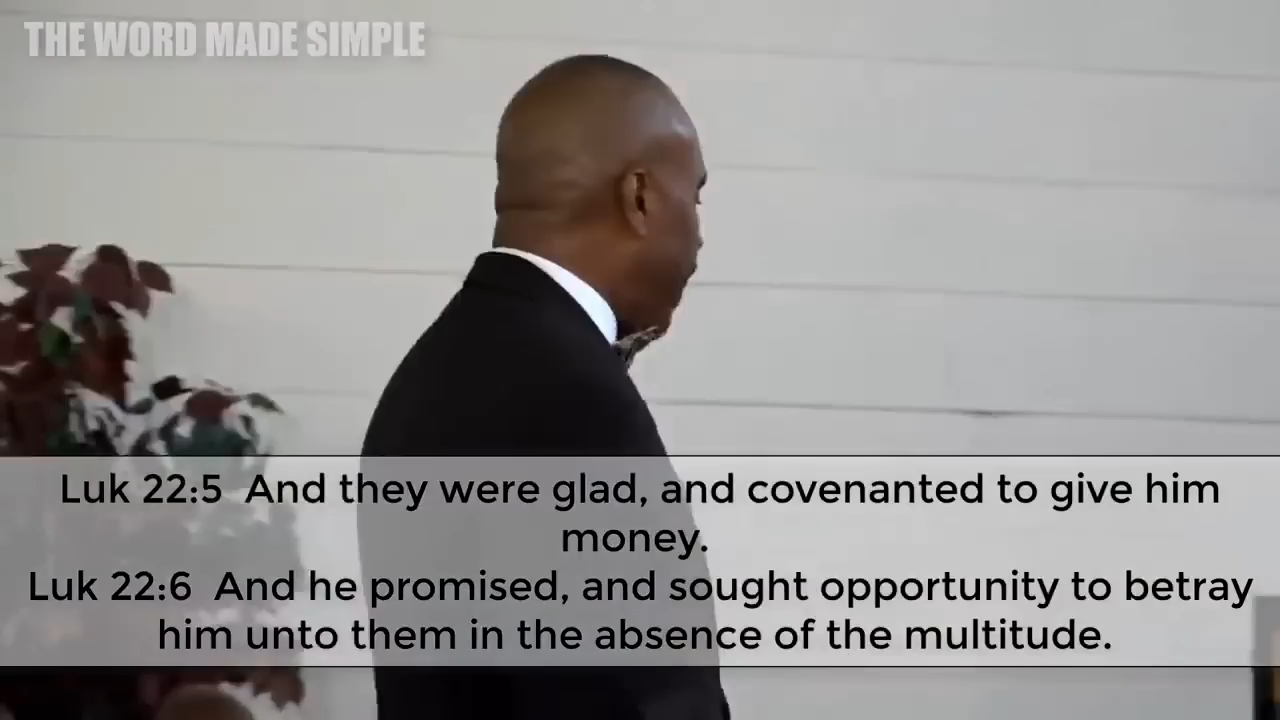 THE WORD MADE SIMPLE
Luk 22:5  And they were glad, and covenanted to give him
money.
Luk 22:6  And he promised, and sought opportunity to betray
him unto them in the absence of the multitude.